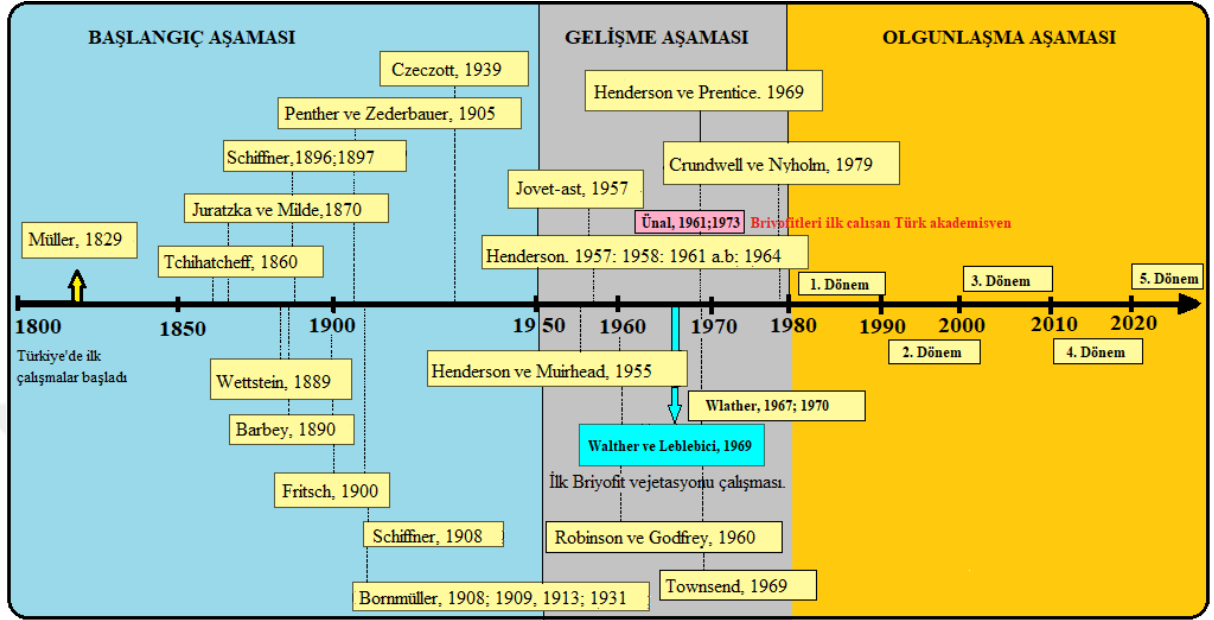 BAŞLANGIÇ AŞAMASI
GELİŞME AŞAMASI
OLGUNLAŞMA AŞAMASI
Czeczott, 1939
Henderson ve Prentice. 1969
Penther ve Zederbauer, 1905
Schiffner,1896;1897
Crundwell ve Nyholm, 1979
Jovet-ast, 1957
Juratzka ve Milde,1870
Ünal, 1961;1973
Briyofitleri ilk calısan Türk akademisyen
Müller, 1829
Tchihatcheff, 1860
Henderson. 1957: 1958: 1961 a.b: 1964
1. Dönem
3. Dönem
5. Dönem
1800
1850
1900
1950
1960
1970
1980
1990
2000
2010
2020
Türkiye'de ilk
çalışmalar başladı
2. Dönem
4. Dönem
Wettstein, 1889
Henderson ve Muirhead, 1955
Wlather, 1967; 1970
Barbey, 1890
Walther ve Leblebici, 1969
İlk Briyofit vejetasyonu çalışması.
Fritsch, 1900
Schiffner, 1908
Robinson ve Godfrey, 1960
Bornmüller, 1908; 1909, 1913; 1931
Townsend, 1969